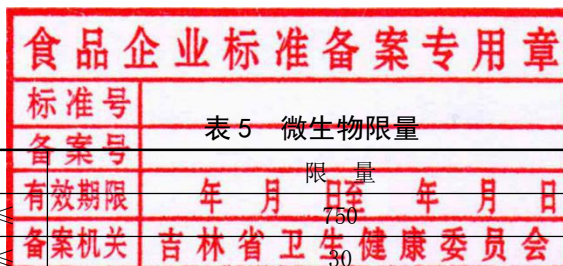 食品企业标准备案专用章
标准号
表 5 微生物限量
备案号
限 量
有效期限 年 月 日至 年 月 日
750
备案机关 吉林省卫生健康委员会
30